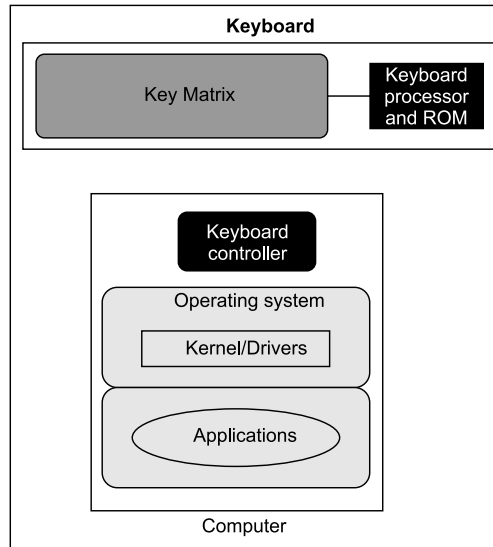 Keyboard
Key Matrix
Keyboard
processor
and ROM
Keyboard
controller
Operating system
Kernel/Drivers
Applications
Computer